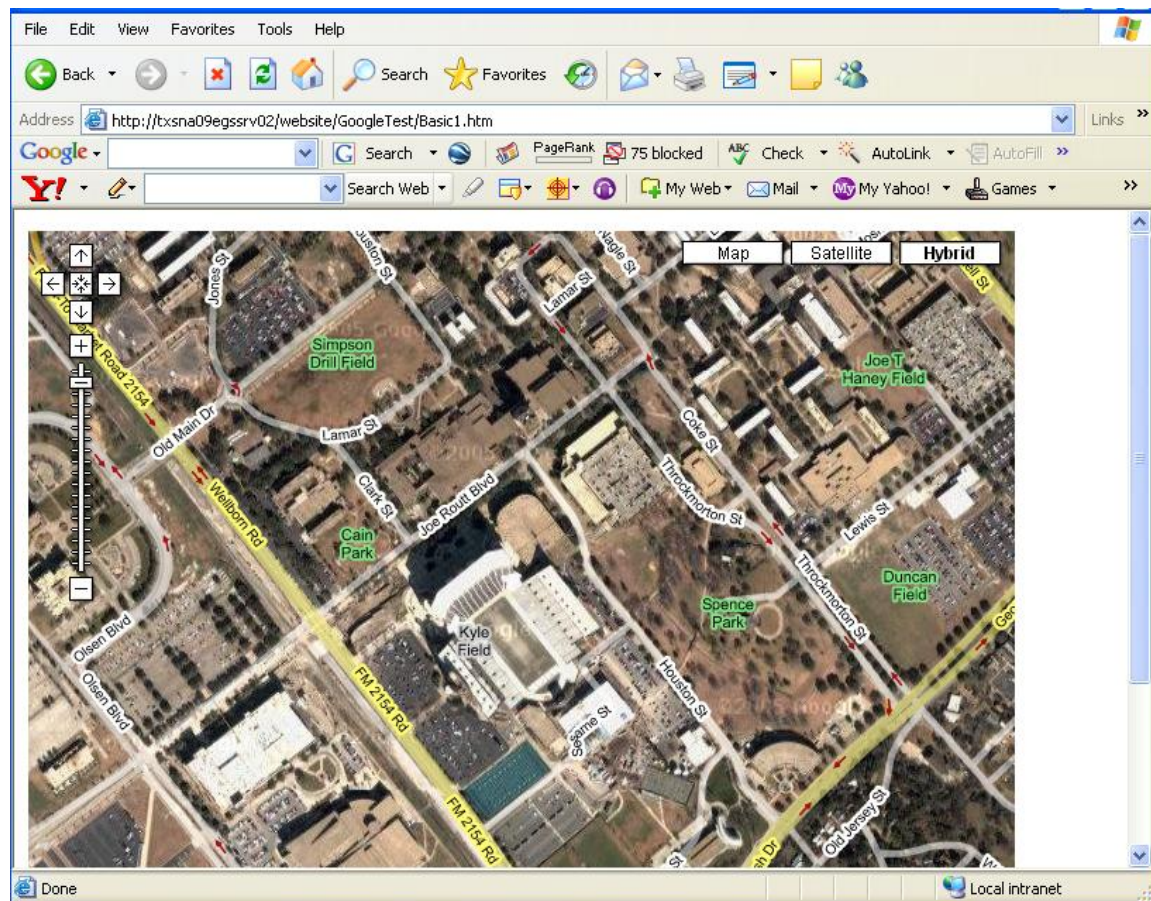 File Edit View Favorites Tools Help
Back Search Favorites
Address http://txsna09egssrv02/website/GoogleTest/Basic1.htm Links »
Google G Search PageRank 75 blocked ABC Check AutoLink AutoFill »
Y! Search Web My Web Mail My My Yahoo! Games »
Map Satellite Hybrid
Houston St
Nagle St
Jones St
Lamar St
Simpson
Drill Field
Joe T
Haney Field
Road 2154
Old Main Dr
Lamar St
Coke St
Clark St
Throckmorton St
Wellborn Rd
Joe Routt Blvd
Lewis St
Cain
Park
Duncan
Field
Throckmorton St
Spence
Park
Kyle
Field
Olsen Blvd
Olsen Blvd
Houston St
FM 2154 Rd
Sesame St
Old Jersey St
FM 2154 Rd
Done Local intranet